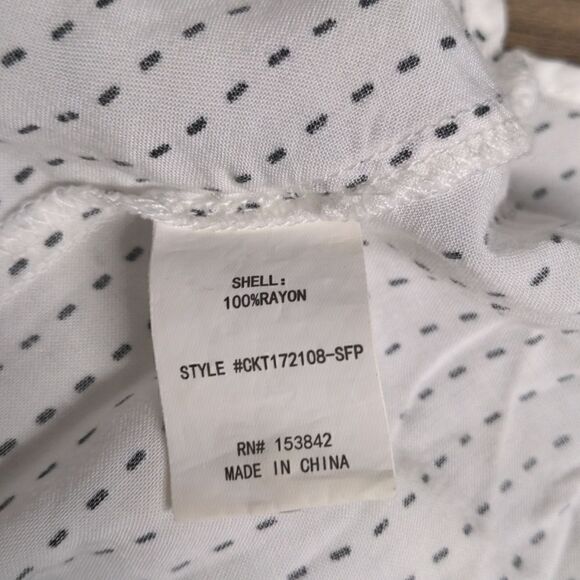 SHELL:
100%RAYON
STYLE #CKT172108-SFP
RN# 153842
MADE IN CHINA